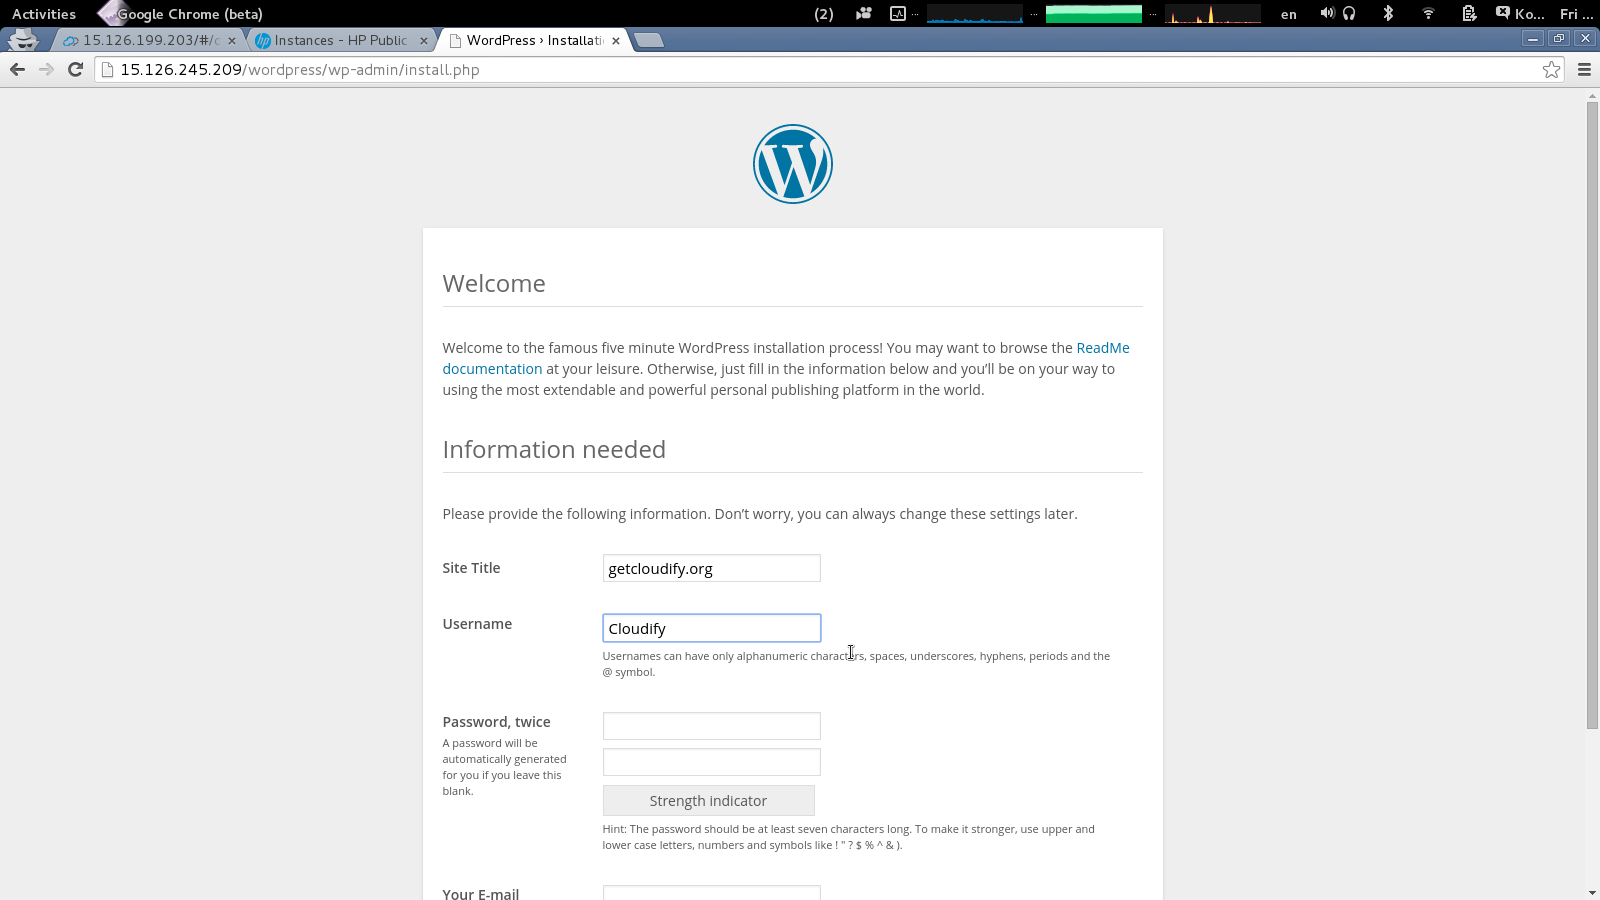 Activities Google Chrome (beta) (2) en Ko... Fri ...
15.126.199.203/#/ Instances - HP Public WordPress › Installati
15.126.245.209/wordpress/wp-admin/install.php
Welcome
Welcome to the famous five minute WordPress installation process! You may want to browse the ReadMe
documentation at your leisure. Otherwise, just fill in the information below and you’ll be on your way to
using the most extendable and powerful personal publishing platform in the world.
Information needed
Please provide the following information. Don’t worry, you can always change these settings later.
Site Title getcloudify.org
Username Cloudify
Usernames can have only alphanumeric characters, spaces, underscores, hyphens, periods and the
@ symbol.
Password, twice
A password will be
automatically generated
for you if you leave this
blank.
Strength indicator
Hint: The password should be at least seven characters long. To make it stronger, use upper and
lower case letters, numbers and symbols like ! " ? $ % ^ & ).
Your E-mail